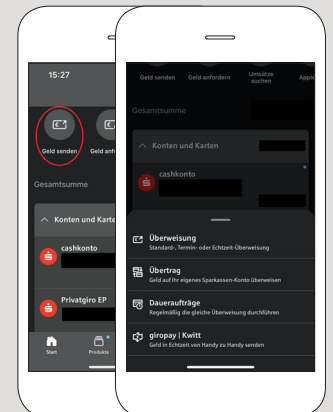 15:27
Geld senden
Geld anf
Gesamtsumme
Konten und Karte
cashkonto
Privatgiro EP
Start
Produkte
Geld senden
Geld anfordern
Umsätze suchen
Apple
Gesamtsumme
Konten und Karten
cashkonto
Überweisung
Standard-, Termin- oder Echtzeit-Überweisung
Übertrag
Geld auf Ihr eigenes Sparkassen-Konto überweisen
Daueraufträge
Regelmäßig die gleiche Überweisung durchführen
giropay | Kwitt
Geld in Echtzeit von Handy zu Handy senden